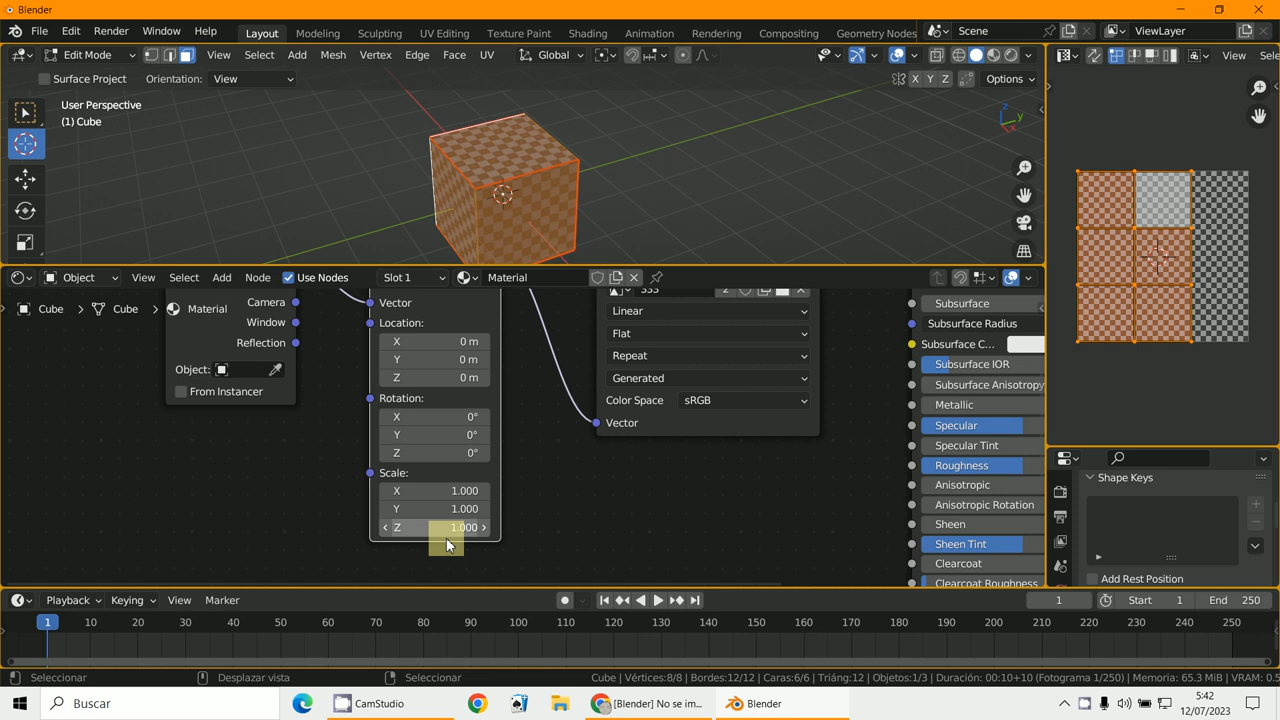 Blender
File Edit Render Window Help Layout Modeling Sculpting UV Editing Texture Paint Shading Animation Rendering Compositing Geometry Nodes Scene ViewLayer
Edit Mode View Select Add Mesh Vertex Edge Face UV Global View Sele
Surface Project Orientation: View X Y Z Options
User Perspective
(1) Cube
Z
Y
X
Object View Select Add Node Use Nodes Slot 1 Material
Cube Cube Material
Camera
Window
Reflection
Object:
From Instancer
Vector
Location:
X 0 m
Y 0 m
Z 0 m
Rotation:
X 0°
Y 0°
Z 0°
Scale:
X 1.000
Y 1.000
Z 1.000
333 2
Linear
Flat
Repeat
Generated
Color Space sRGB
Vector
Subsurface
Subsurface Radius
Subsurface C...
Subsurface IOR
Subsurface Anisotropy
Metallic
Specular
Specular Tint
Roughness
Anisotropic
Anisotropic Rotation
Sheen
Sheen Tint
Clearcoat
Clearcoat Roughness
Shape Keys
Add Rest Position
Playback Keying View Marker 1 Start 1 End 250
1 10 20 30 40 50 60 70 80 90 100 110 120 130 140 150 160 170 180 190 200 210 220 230 240 250
Seleccionar Desplazar vista Seleccionar Cube | Vértices:8/8 | Bordes:12/12 | Caras:6/6 | Triáng:12 | Objetos:1/3 | Duración: 00:10+10 (Fotograma 1/250) | Memoria: 65.3 MiB | VRAM: 0.5
Buscar CamStudio [Blender] No se im... Blender 5:42
12/07/2023